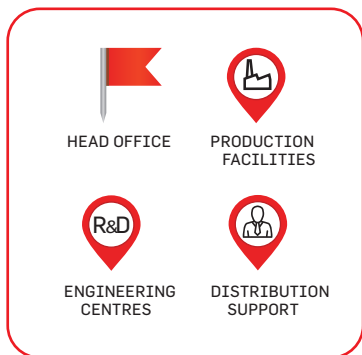 HEAD OFFICE
PRODUCTION
FACILITIES
R&D
ENGINEERING
CENTRES
DISTRIBUTION
SUPPORT